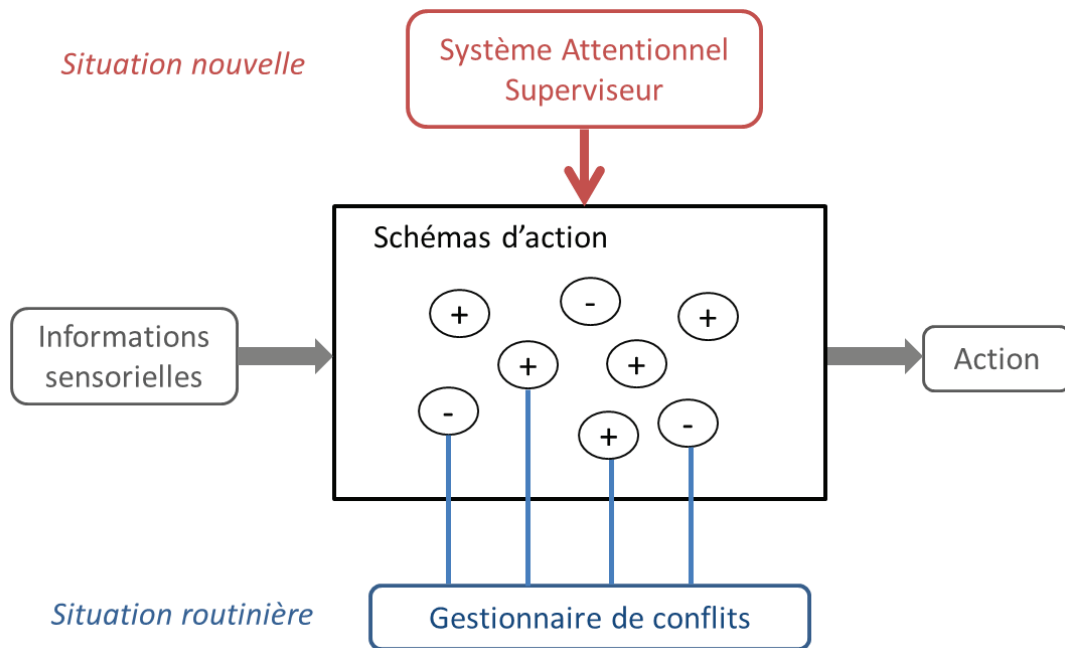 Situation nouvelle
Système Attentionnel
Superviseur
Schémas d'action
+
-
+
+
+
-
+
-
Informations
sensorielles
Action
Situation routinière
Gestionnaire de conflits